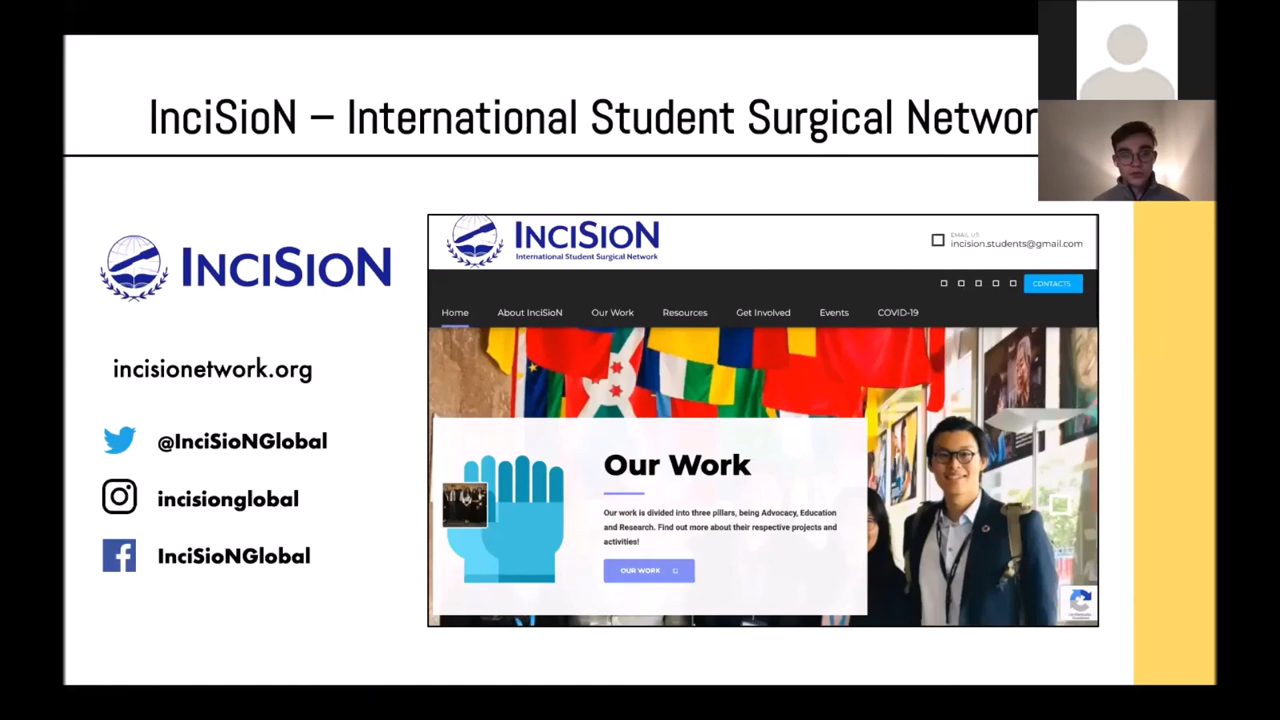 InciSioN – International Student Surgical Networ
INCISION
INCISION
International Student Surgical Network
EMAIL US
incision.students@gmail.com
CONTACTS
Home About InciSioN Our Work Resources Get Involved Events COVID-19
incisionetwork.org
@InciSioNGlobal
incisionglobal
InciSioNGlobal
Our Work
Our work is divided into three pillars, being Advocacy, Education
and Research. Find out more about their respective projects and
activities!
OUR WORK